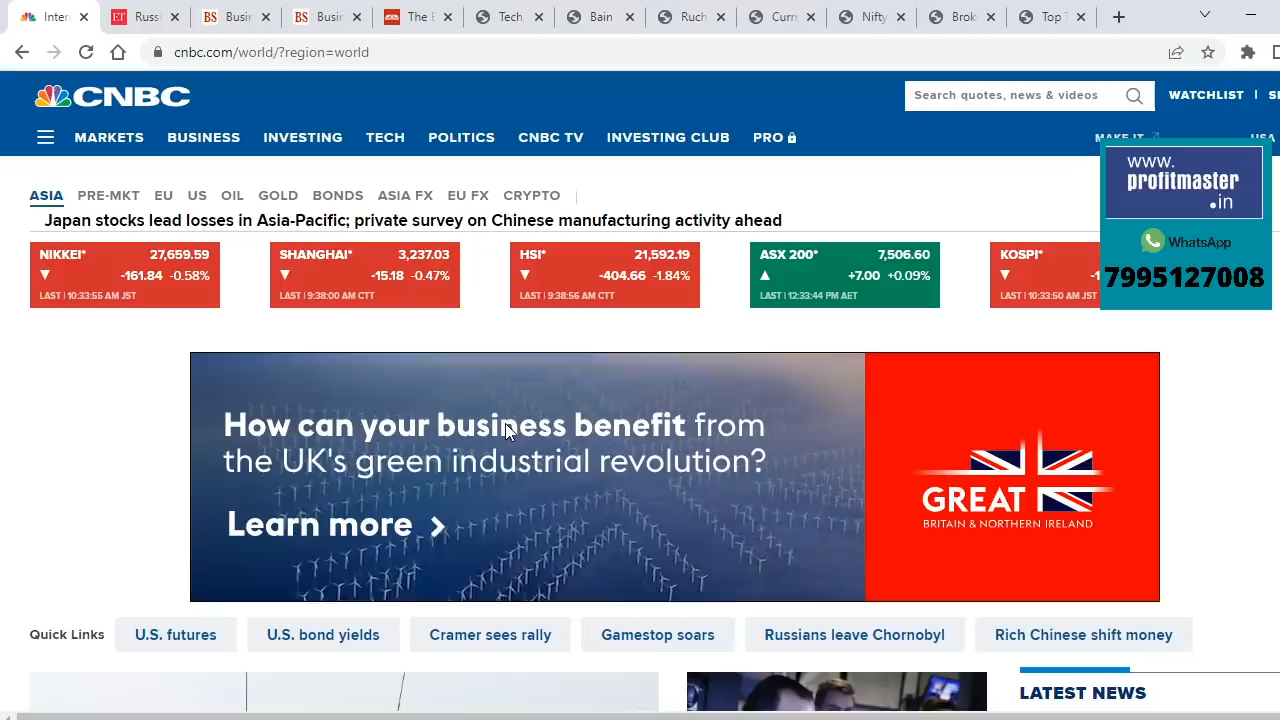 Inter
Russi
Busir
Busir
The E
Tech
Bain
Ruch
Curre
Nifty
Brok
Top T
cnbc.com/world/?region=world
CNBC
Search quotes, news & videos
WATCHLIST
MARKETS BUSINESS INVESTING TECH POLITICS CNBC TV INVESTING CLUB PRO
MAKE IT
USA
www.
profitmaster
.in
WhatsApp
7995127008
ASIA PRE-MKT EU US OIL GOLD BONDS ASIA FX EU FX CRYPTO
Japan stocks lead losses in Asia-Pacific; private survey on Chinese manufacturing activity ahead
NIKKEI* 27,659.59
-161.84 -0.58%
LAST | 10:33:55 AM JST
SHANGHAI* 3,237.03
-15.18 -0.47%
LAST | 9:38:00 AM CTT
HSI* 21,592.19
-404.66 -1.84%
LAST | 9:38:56 AM CTT
ASX 200* 7,506.60
+7.00 +0.09%
LAST | 12:33:44 PM AET
KOSPI*
LAST | 10:33:50 AM JST
How can your business benefit from
the UK's green industrial revolution?
Learn more
GREAT
BRITAIN & NORTHERN IRELAND
Quick Links
U.S. futures
U.S. bond yields
Cramer sees rally
Gamestop soars
Russians leave Chornobyl
Rich Chinese shift money
LATEST NEWS